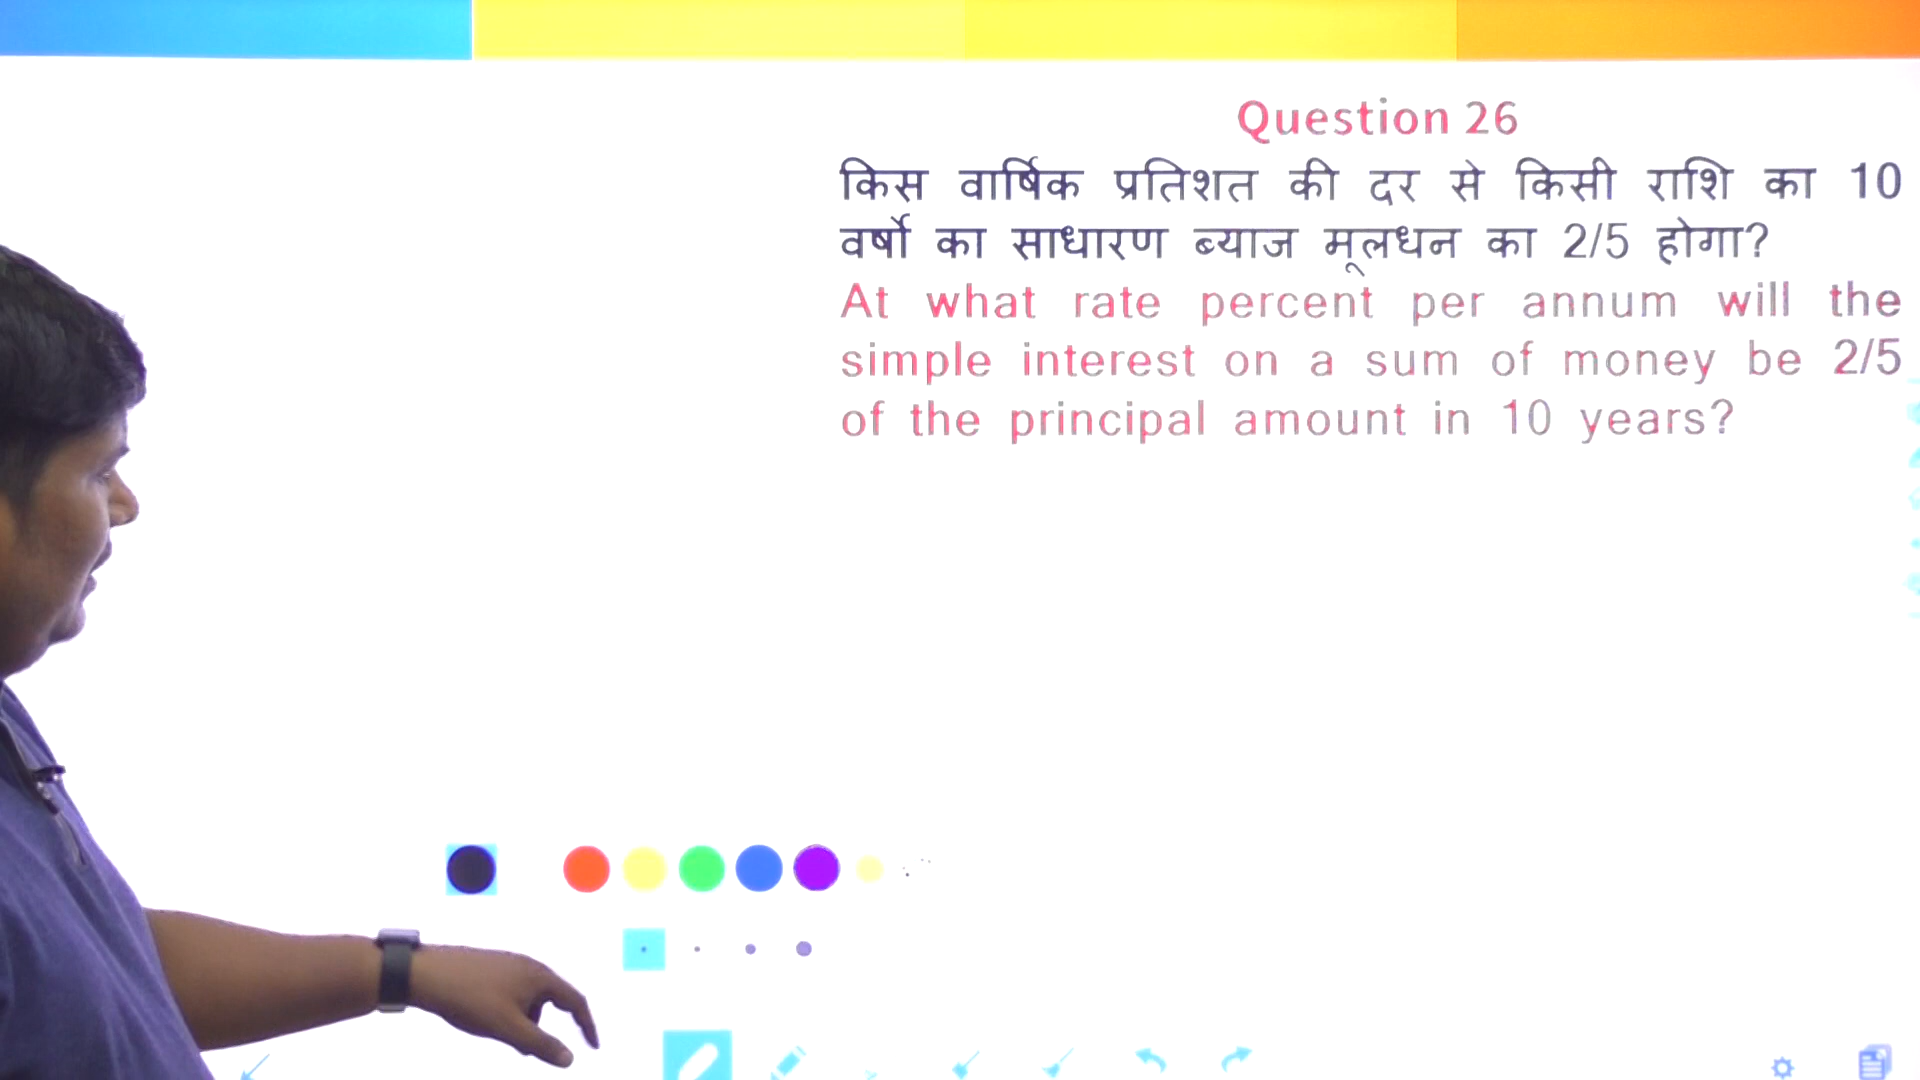 Question 26
किस वार्षिक प्रतिशत की दर से किसी राशि का 10
वर्षो का साधारण ब्याज मूलधन का 2/5 होगा?
At what rate percent per annum will the
simple interest on a sum of money be 2/5
of the principal amount in 10 years?